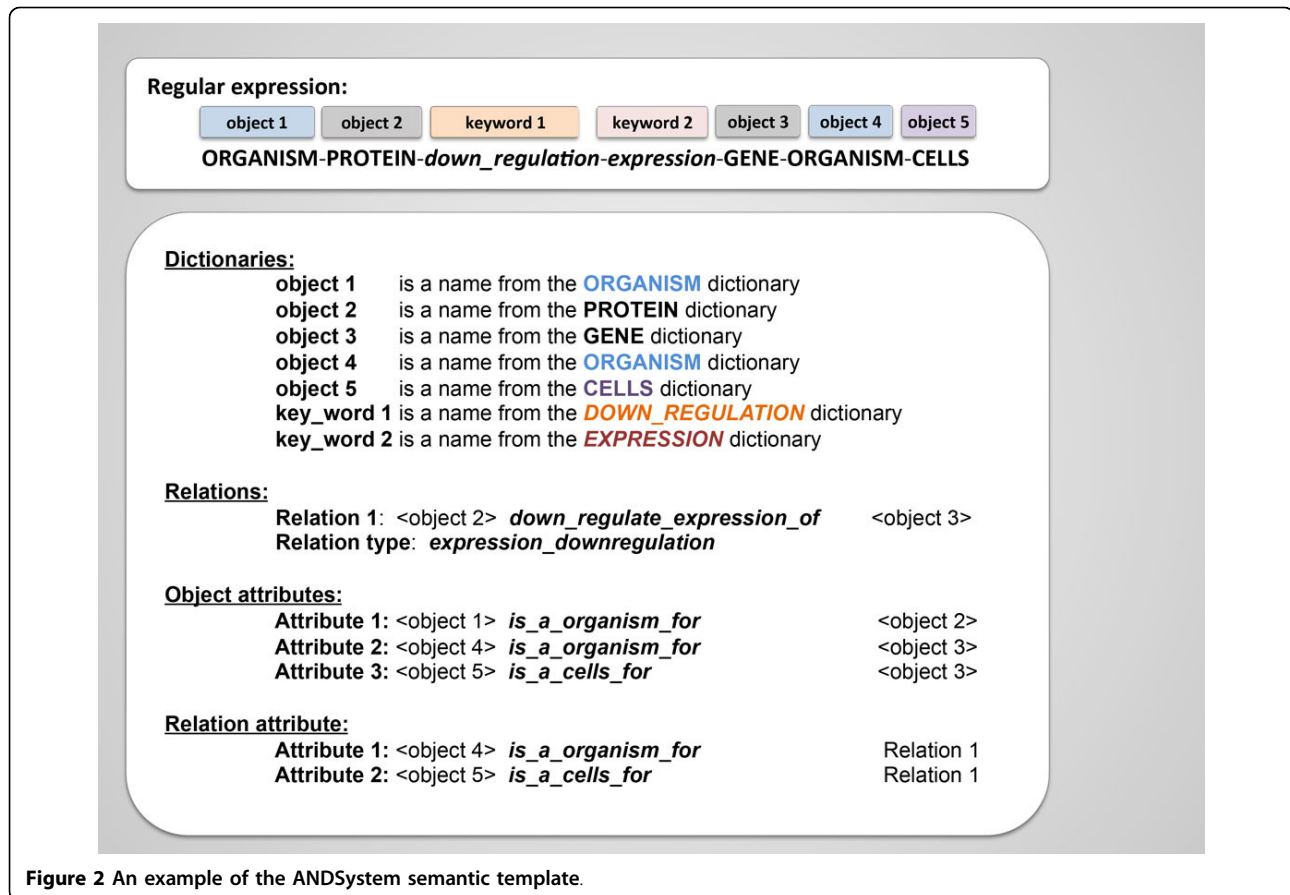 Regular expression:
object 1 object 2 keyword 1 keyword 2 object 3 object 4 object 5
ORGANISM-PROTEIN-down_regulation-expression-GENE-ORGANISM-CELLS
Dictionaries:
object 1 is a name from the ORGANISM dictionary
object 2 is a name from the PROTEIN dictionary
object 3 is a name from the GENE dictionary
object 4 is a name from the ORGANISM dictionary
object 5 is a name from the CELLS dictionary
key_word 1 is a name from the DOWN_REGULATION dictionary
key_word 2 is a name from the EXPRESSION dictionary
Relations:
Relation 1: <object 2> down_regulate_expression_of <object 3>
Relation type: expression_downregulation
Object attributes:
Attribute 1: <object 1> is_a_organism_for <object 2>
Attribute 2: <object 4> is_a_organism_for <object 3>
Attribute 3: <object 5> is_a_cells_for <object 3>
Relation attribute:
Attribute 1: <object 4> is_a_organism_for Relation 1
Attribute 2: <object 5> is_a_cells_for Relation 1
Figure 2 An example of the ANDSystem semantic template.